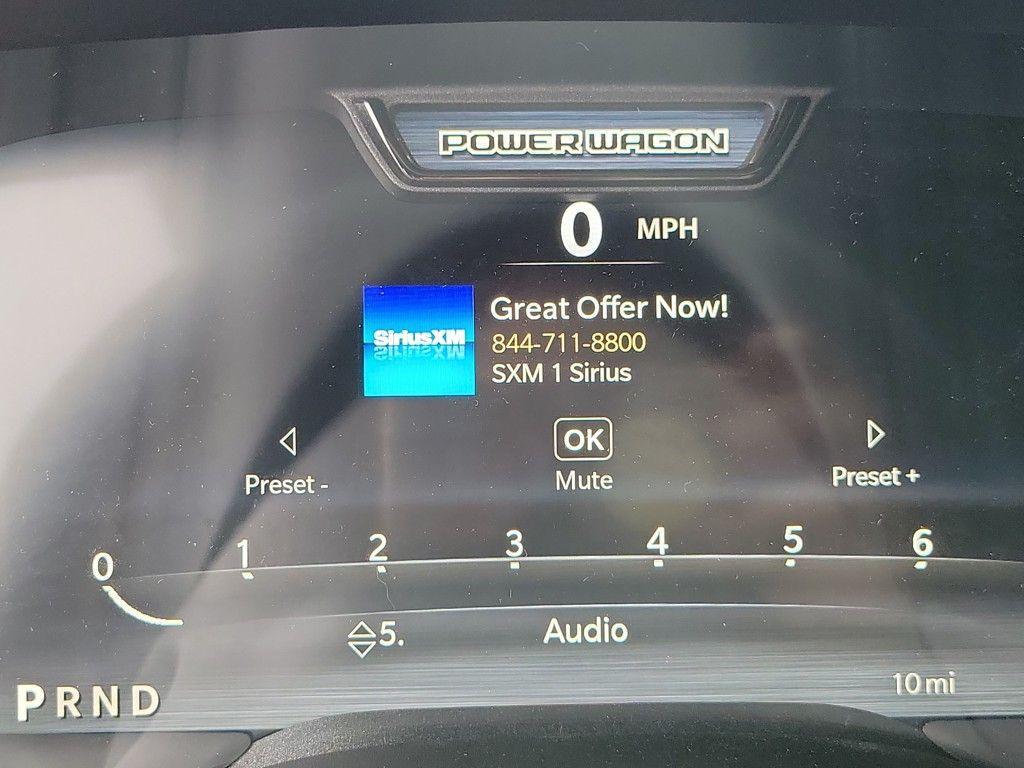 POWER WAGON
0 MPH
SiriusXM
Great Offer Now!
844-711-8800
SXM 1 Sirius
OK
Preset -
Mute
Preset +
0 1 2 3 4 5 6
5. Audio
10 mi
P R N D